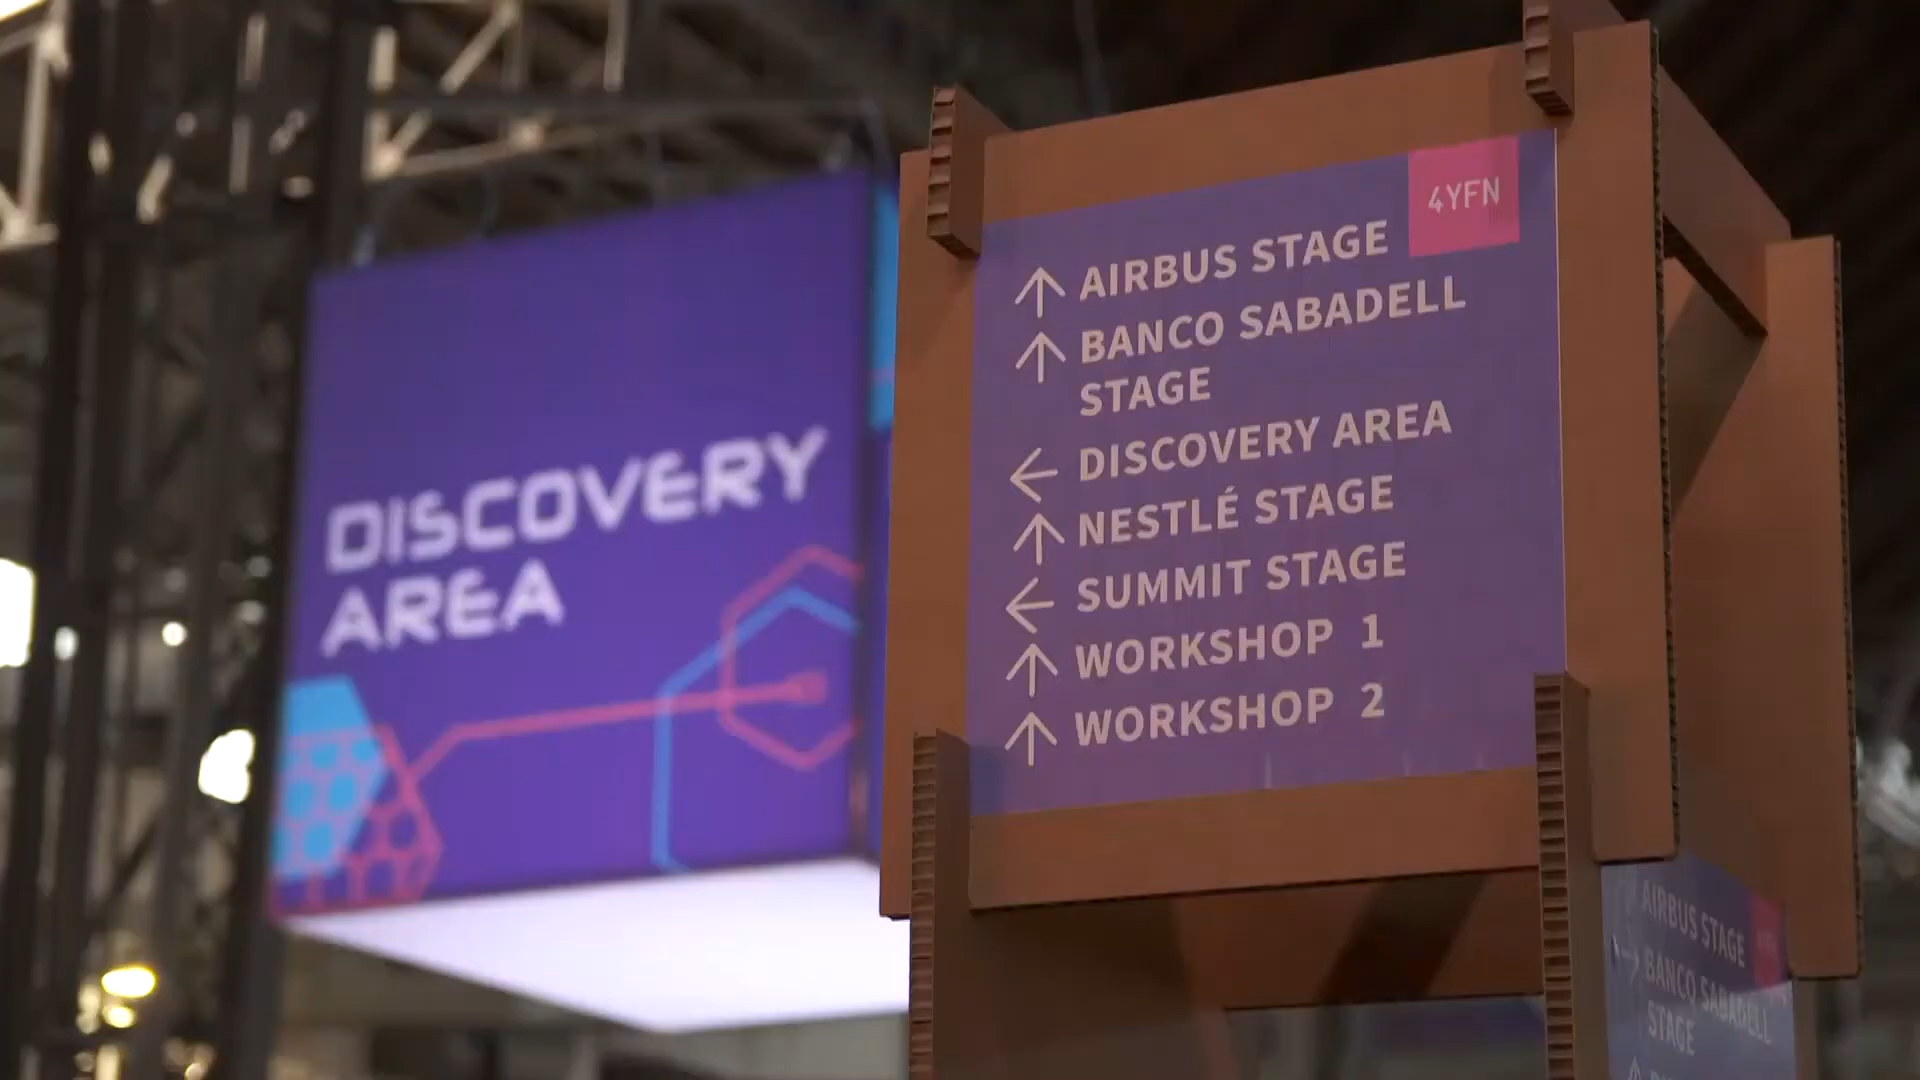 DISCOVERY
AREA
4YFN
↑ AIRBUS STAGE
↑ BANCO SABADELL
STAGE
← DISCOVERY AREA
↑ NESTLÉ STAGE
← SUMMIT STAGE
↑ WORKSHOP 1
↑ WORKSHOP 2
AIRBUS STAGE
→ BANCO SABADELL
STAGE